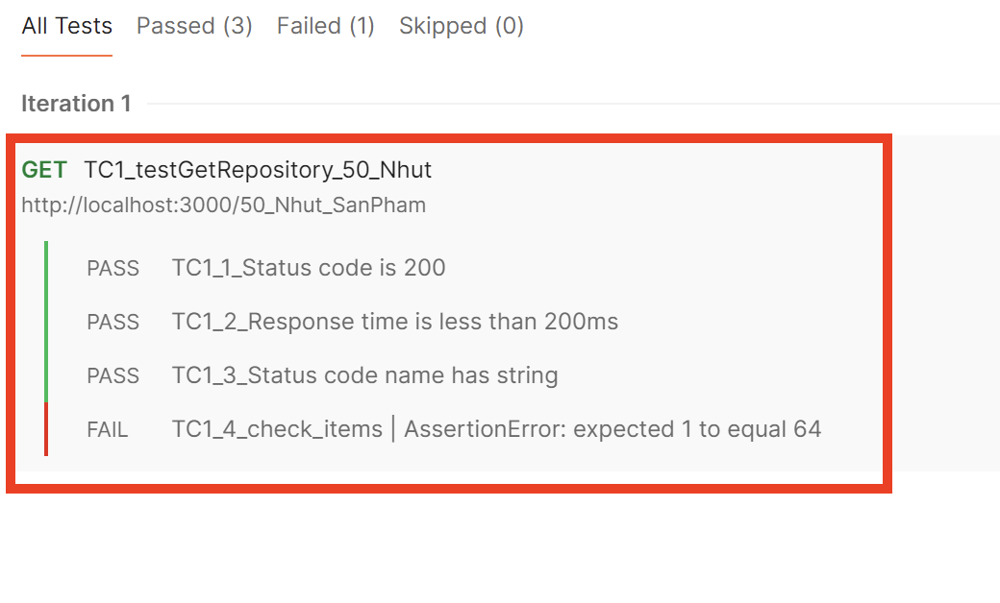 All Tests Passed (3) Failed (1) Skipped (0)
Iteration 1
GET TC1_testGetRepository_50_Nhut
http://localhost:3000/50_Nhut_SanPham
PASS TC1_1_Status code is 200
PASS TC1_2_Response time is less than 200ms
PASS TC1_3_Status code name has string
FAIL TC1_4_check_items | AssertionError: expected 1 to equal 64